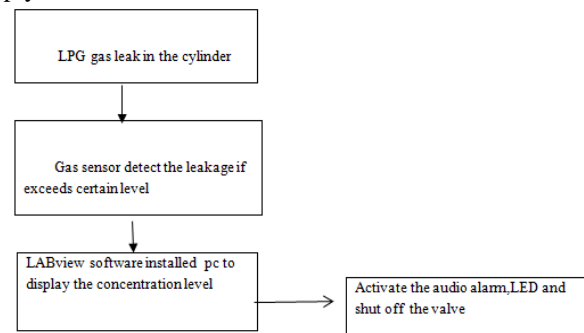 LPG gas leak in the cylinder
Gas sensor detect the leakage if
exceeds certain level
LABview software installed pc to
display the concentration level
Activate the audio alarm,LED and
shut off the valve